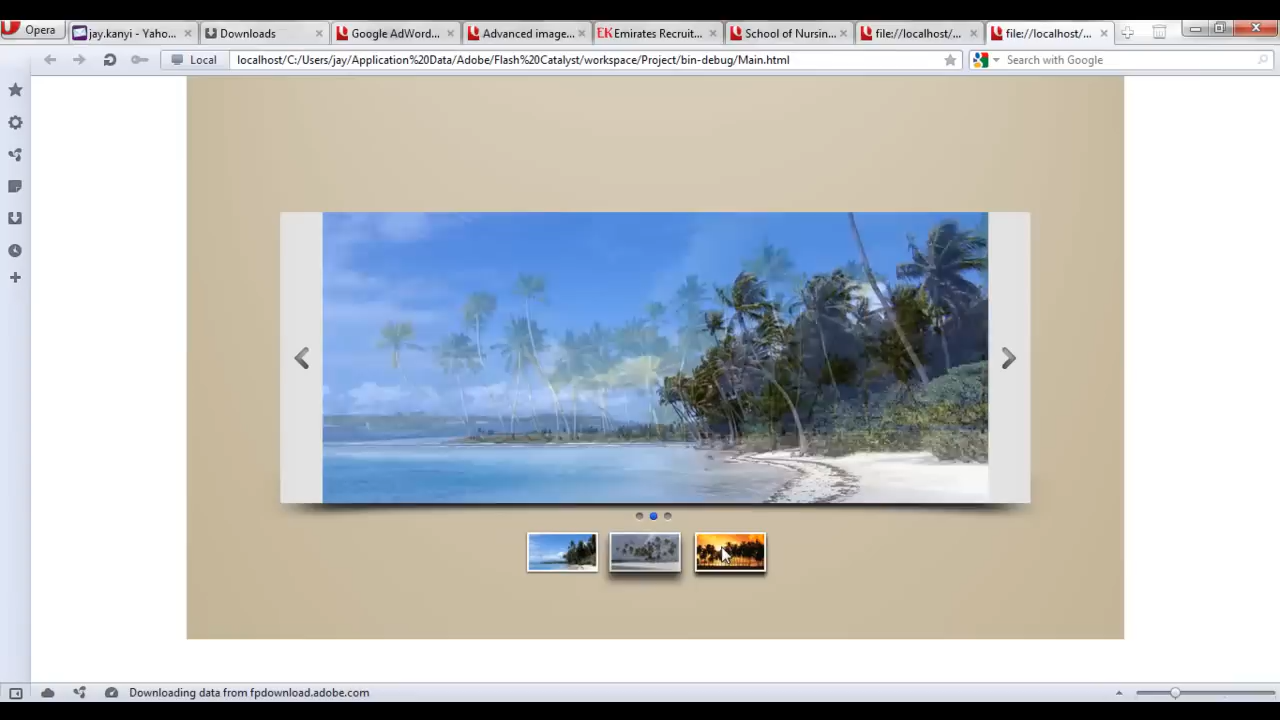 Opera
jay.kanyi - Yaho...
Downloads
Google AdWord...
Advanced image...
EK Emirates Recruit...
School of Nursin...
file://localhost/...
file://localhost/...
Local
localhost/C:/Users/jay/Application%20Data/Adobe/Flash%20Catalyst/workspace/Project/bin-debug/Main.html
Search with Google
Downloading data from fpdownload.adobe.com